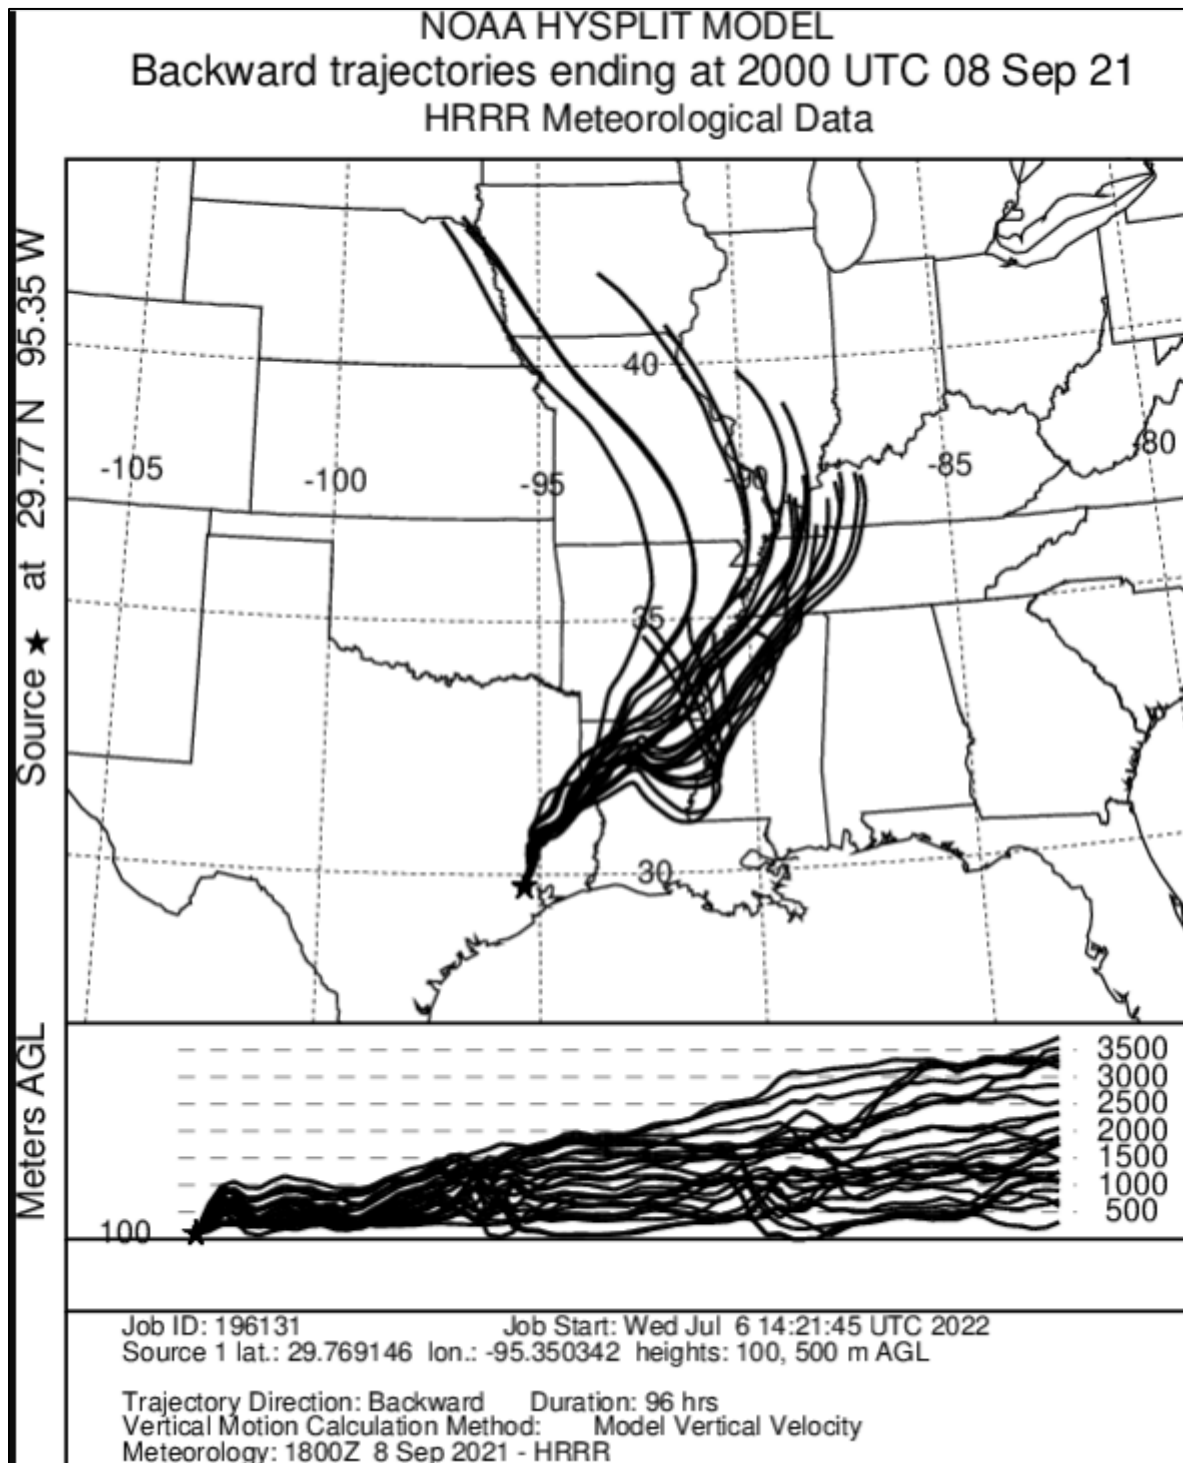 NOAA HYSPLIT MODEL
Backward trajectories ending at 2000 UTC 08 Sep 21
HRRR Meteorological Data
Source ★ at 29.77 N 95.35 W
40
-105
-100
-95
-90
-85
-80
35
30
Meters AGL
3500
3000
2500
2000
1500
1000
500
100
Job ID: 196131 Job Start: Wed Jul 6 14:21:45 UTC 2022
Source 1 lat.: 29.769146 lon.: -95.350342 heights: 100, 500 m AGL
Trajectory Direction: Backward Duration: 96 hrs
Vertical Motion Calculation Method: Model Vertical Velocity
Meteorology: 1800Z 8 Sep 2021 - HRRR